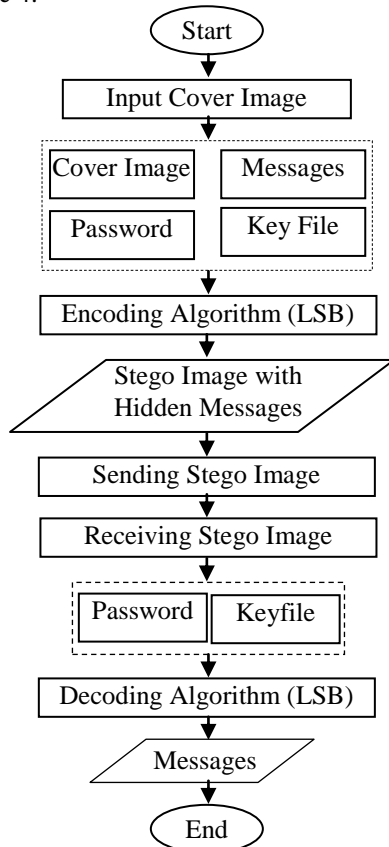 Start
Input Cover Image
Cover Image
Messages
Password
Key File
Encoding Algorithm (LSB)
Stego Image with
Hidden Messages
Sending Stego Image
Receiving Stego Image
Password
Keyfile
Decoding Algorithm (LSB)
Messages
End